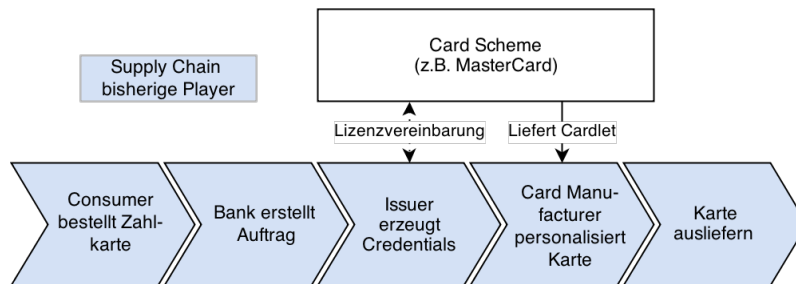 Card Scheme
(z.B. MasterCard)
Supply Chain
bisherige Player
Lizenzvereinbarung
Liefert Cardlet
Consumer
bestellt Zahl-
karte
Bank erstellt
Auftrag
Issuer
erzeugt
Credentials
Card Manu-
facturer
personalisiert
Karte
Karte
ausliefern